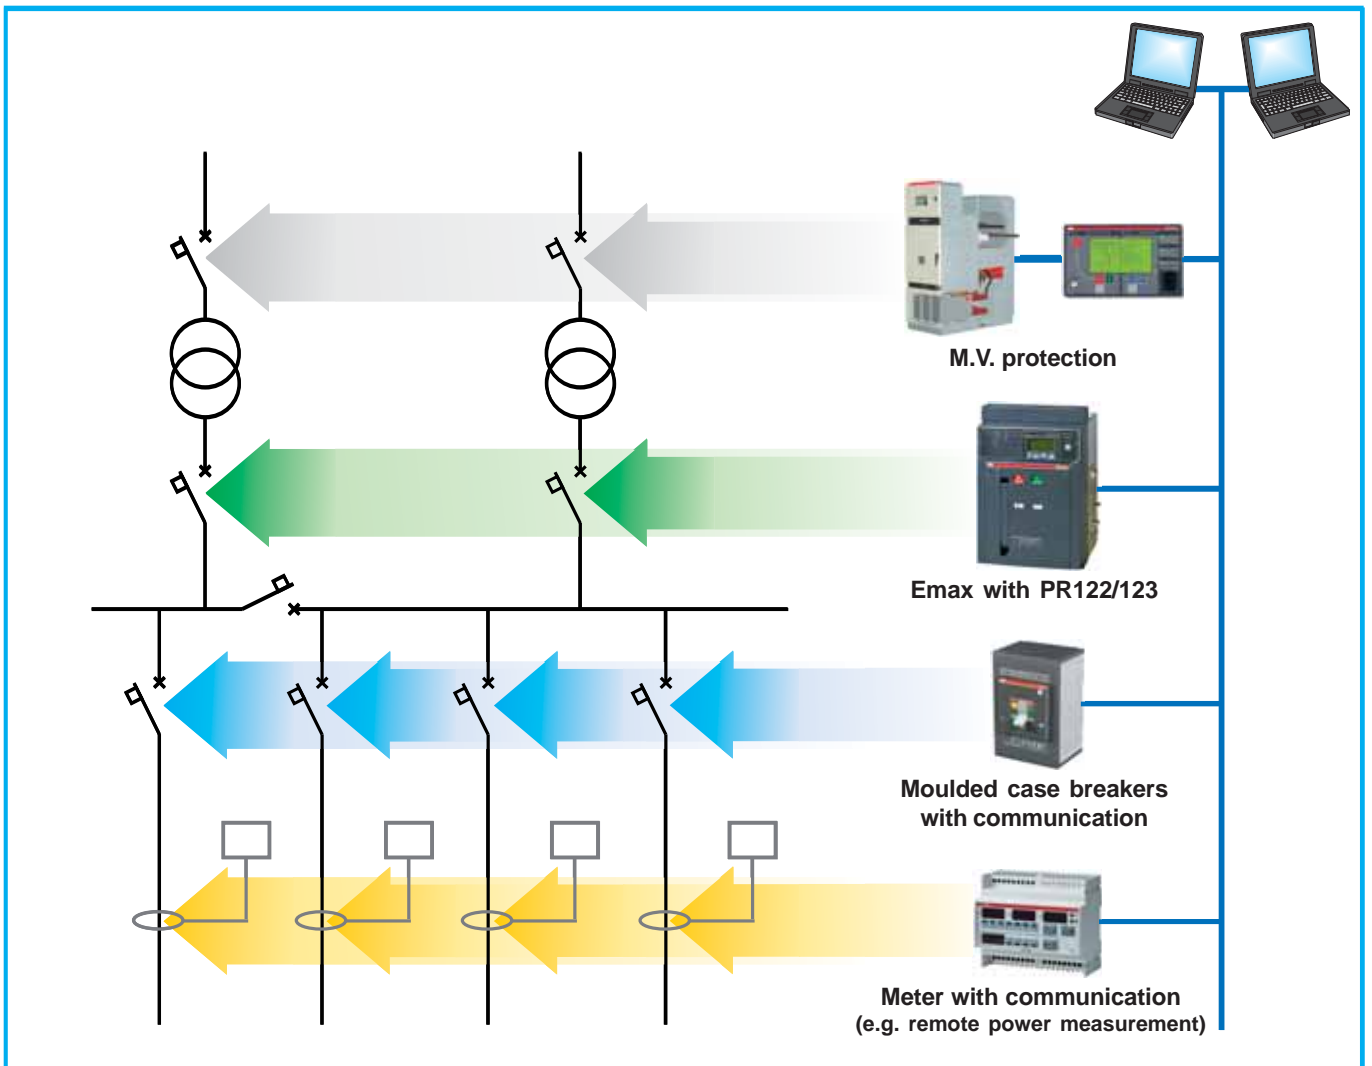 M.V. protection
Emax with PR122/123
Moulded case breakers
with communication
Meter with communication
(e.g. remote power measurement)